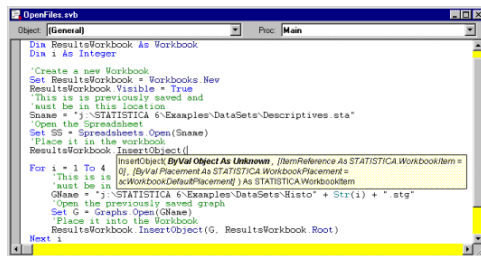 OpenFiles.svb
Object: (General) Proc: Main
Dim ResultsWorkbook As Workbook
Dim i As Integer
'Create a new Workbook
Set ResultsWorkbook = Workbooks.New
ResultsWorkbook.Visible = True
'This is is previously saved and
'must be in this location
Sname = "j:\STATISTICA 6\Examples\DataSets\Descriptives.sta"
'Open the Spreadsheet
Set SS = Spreadsheets.Open(Sname)
'Place it in the workbook
ResultsWorkbook.InsertObject(
InsertObject(ByVal Object As Unknown , [ItemReference As STATISTICA.WorkbookItem =
For i = 1 To 4 0], [ByVal Placement As STATISTICA.WorkbookPlacement =
'This is is acWorkbookDefaultPlacement] ) As STATISTICA.WorkbookItem
'must be in
GName = "j:\STATISTICA 6\Examples\DataSets\Histo" + Str(i) + ".stg"
'Open the previously saved graph
Set G = Graphs.Open(GName)
'Place it into the Workbook
ResultsWorkbook.InsertObject(G, ResultsWorkbook.Root)
Next i